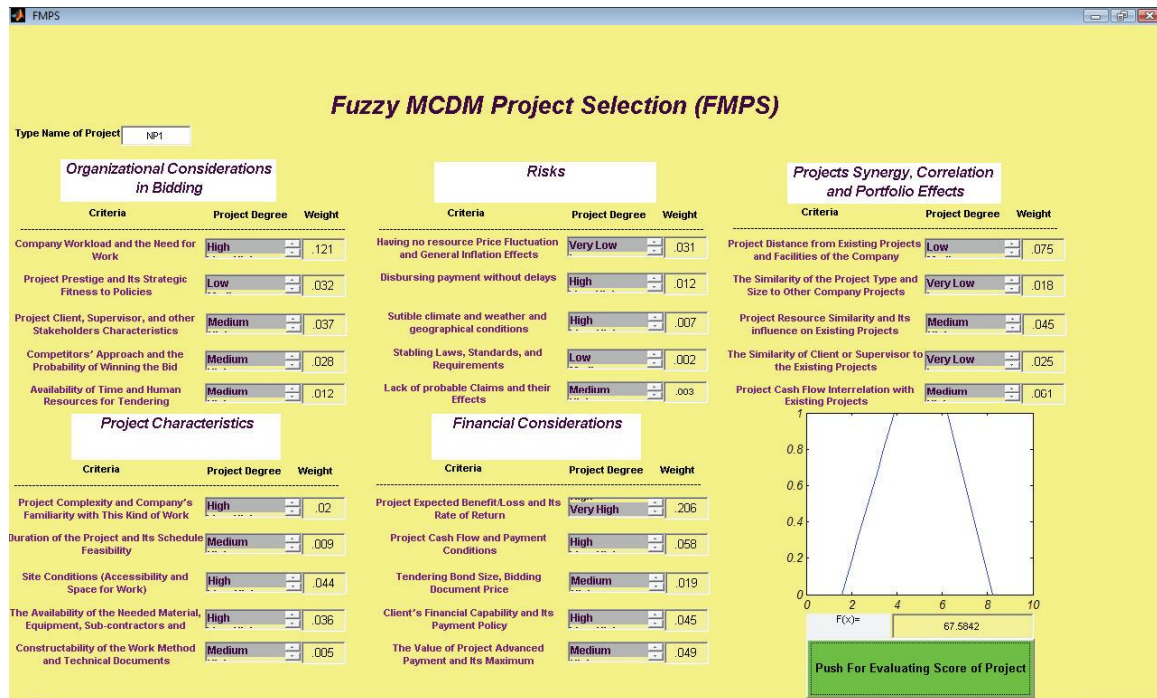 FMPS
Fuzzy MCDM Project Selection (FMPS)
Type Name of Project NP1
Organizational Considerations
in Bidding
Criteria Project Degree Weight
Company Workload and the Need for
Work
High .121
Project Prestige and Its Strategic
Fitness to Policies
Low .032
Project Client, Supervisor, and other
Stakeholders Characteristics
Medium .037
Competitors' Approach and the
Probability of Winning the Bid
Medium .028
Availability of Time and Human
Resources for Tendering
Medium .012
Risks
Criteria Project Degree Weight
Having no resource Price Fluctuation
and General Inflation Effects
Very Low .031
Disbursing payment without delays
High .012
Sutible climate and weather and
geographical conditions
High .007
Stabling Laws, Standards, and
Requirements
Low .002
Lack of probable Claims and their
Effects
Medium .003
Projects Synergy, Correlation
and Portfolio Effects
Criteria Project Degree Weight
Project Distance from Existing Projects
and Facilities of the Company
Low .075
The Similarity of the Project Type and
Size to Other Company Projects
Very Low .018
Project Resource Similarity and Its
influence on Existing Projects
Medium .045
The Similarity of Client or Supervisor to
the Existing Projects
Very Low .025
Project Cash Flow Interrelation with
Existing Projects
Medium .061
Project Characteristics
Criteria Project Degree Weight
Project Complexity and Company's
Familiarity with This Kind of Work
High .02
Duration of the Project and Its Schedule
Feasibility
Medium .009
Site Conditions (Accessibility and
Space for Work)
High .044
The Availability of the Needed Material,
Equipment, Sub-contractors and
High .036
Constructability of the Work Method
and Technical Documents
Medium .005
Financial Considerations
Criteria Project Degree Weight
Project Expected Benefit/Loss and Its
Rate of Return
Very High .206
Project Cash Flow and Payment
Conditions
High .058
Tendering Bond Size, Bidding
Document Price
Medium .019
Client's Financial Capability and Its
Payment Policy
High .045
The Value of Project Advanced
Payment and Its Maximum
Medium .049
1
0.8
0.6
0.4
0.2
0
0 2 4 6 8 10
F(x)= 67.5842
Push For Evaluating Score of Project